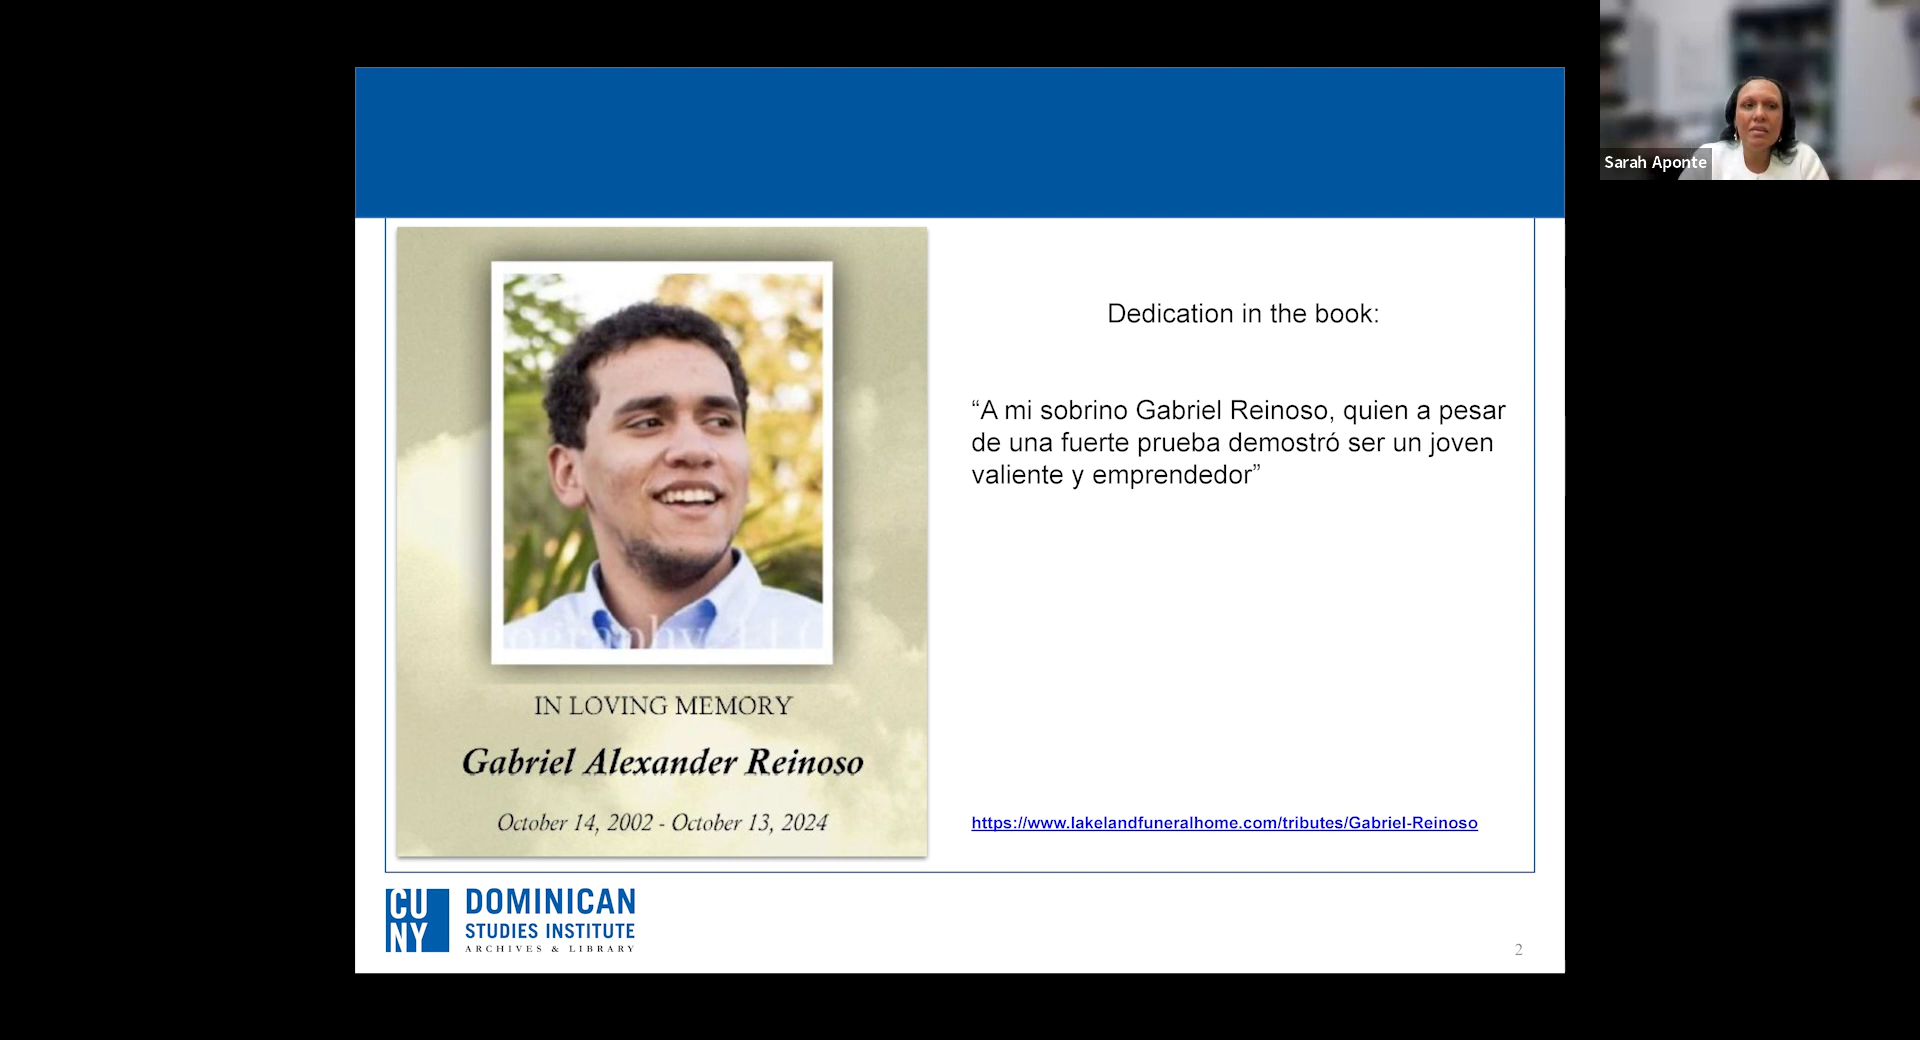 Sarah Aponte
Dedication in the book:
“A mi sobrino Gabriel Reinoso, quien a pesar
de una fuerte prueba demostró ser un joven
valiente y emprendedor”
IN LOVING MEMORY
Gabriel Alexander Reinoso
October 14, 2002 - October 13, 2024
https://www.lakelandfuneralhome.com/tributes/Gabriel-Reinoso
CU
NY
DOMINICAN
STUDIES INSTITUTE
ARCHIVES & LIBRARY
2